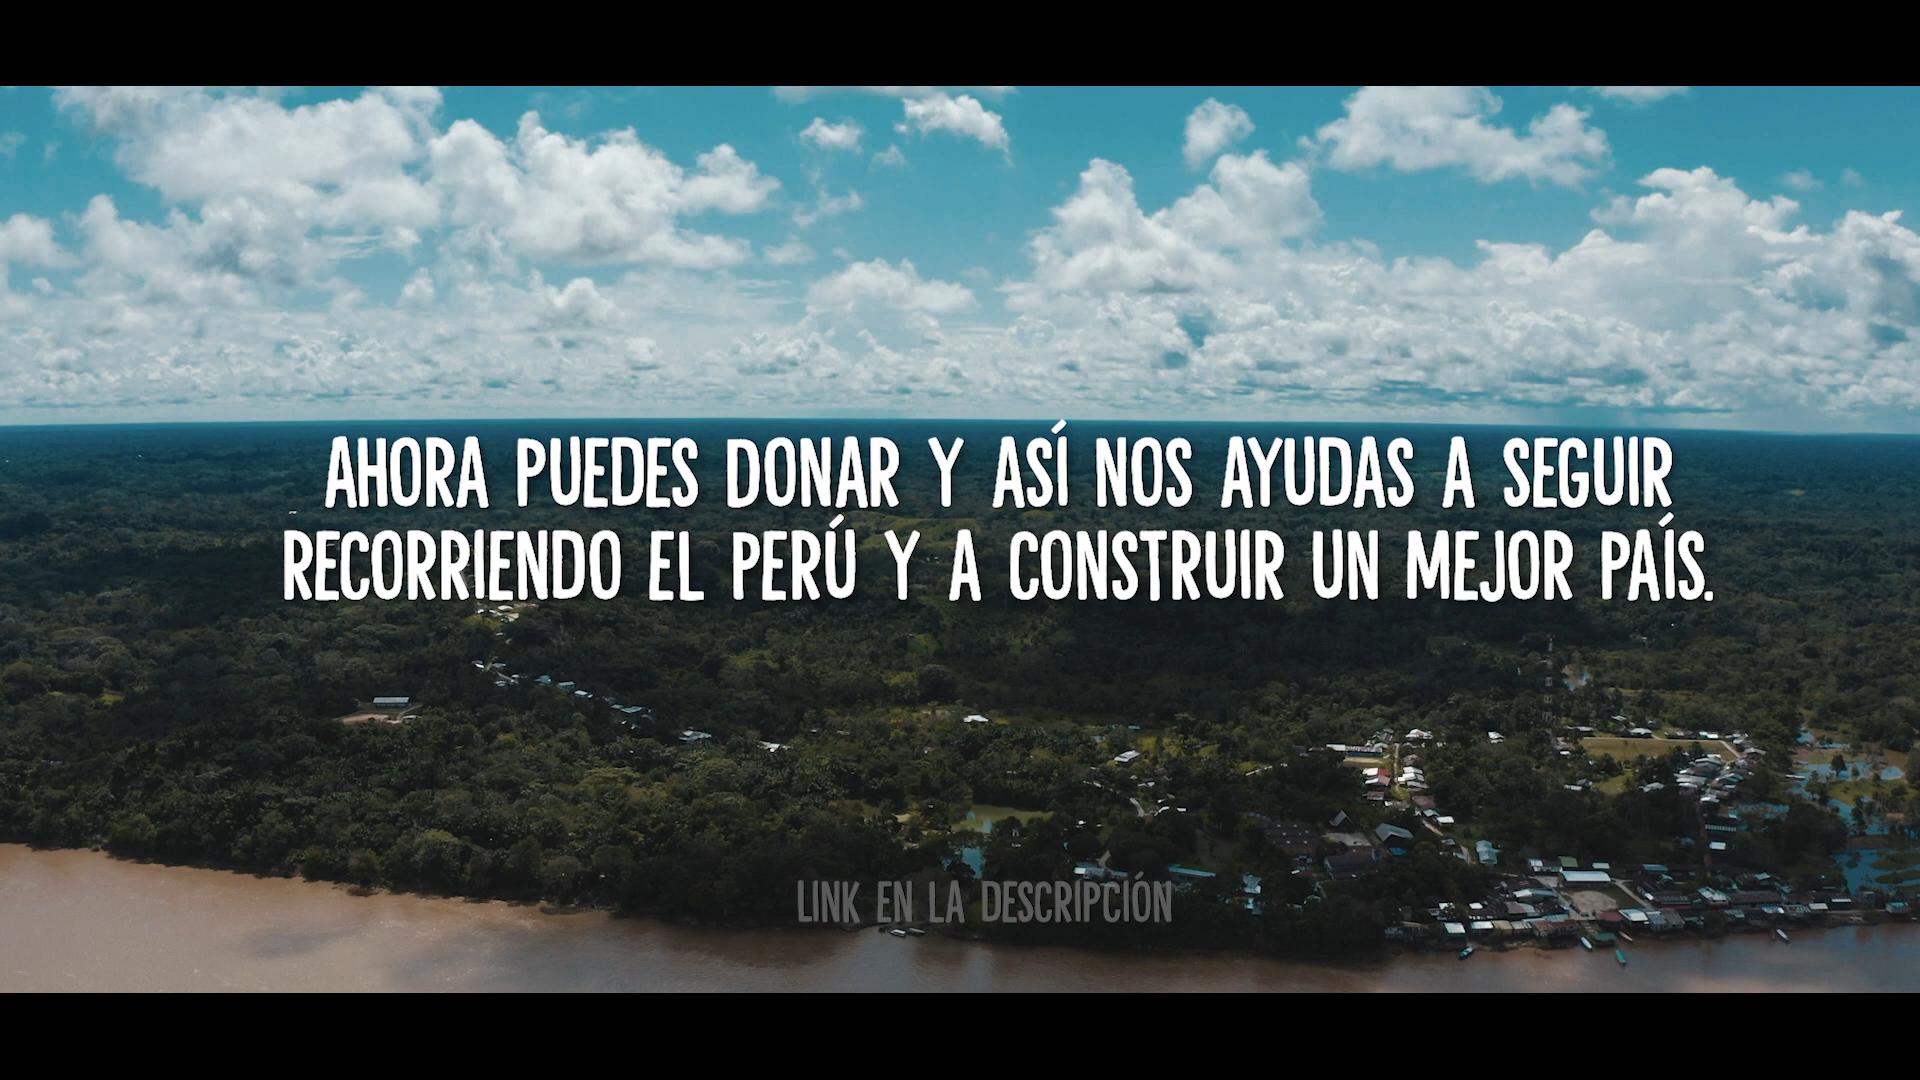 AHORA PUEDES DONAR Y ASÍ NOS AYUDAS A SEGUIR
RECORRIENDO EL PERÚ Y A CONSTRUIR UN MEJOR PAÍS.
LINK EN LA DESCRIPCIÓN